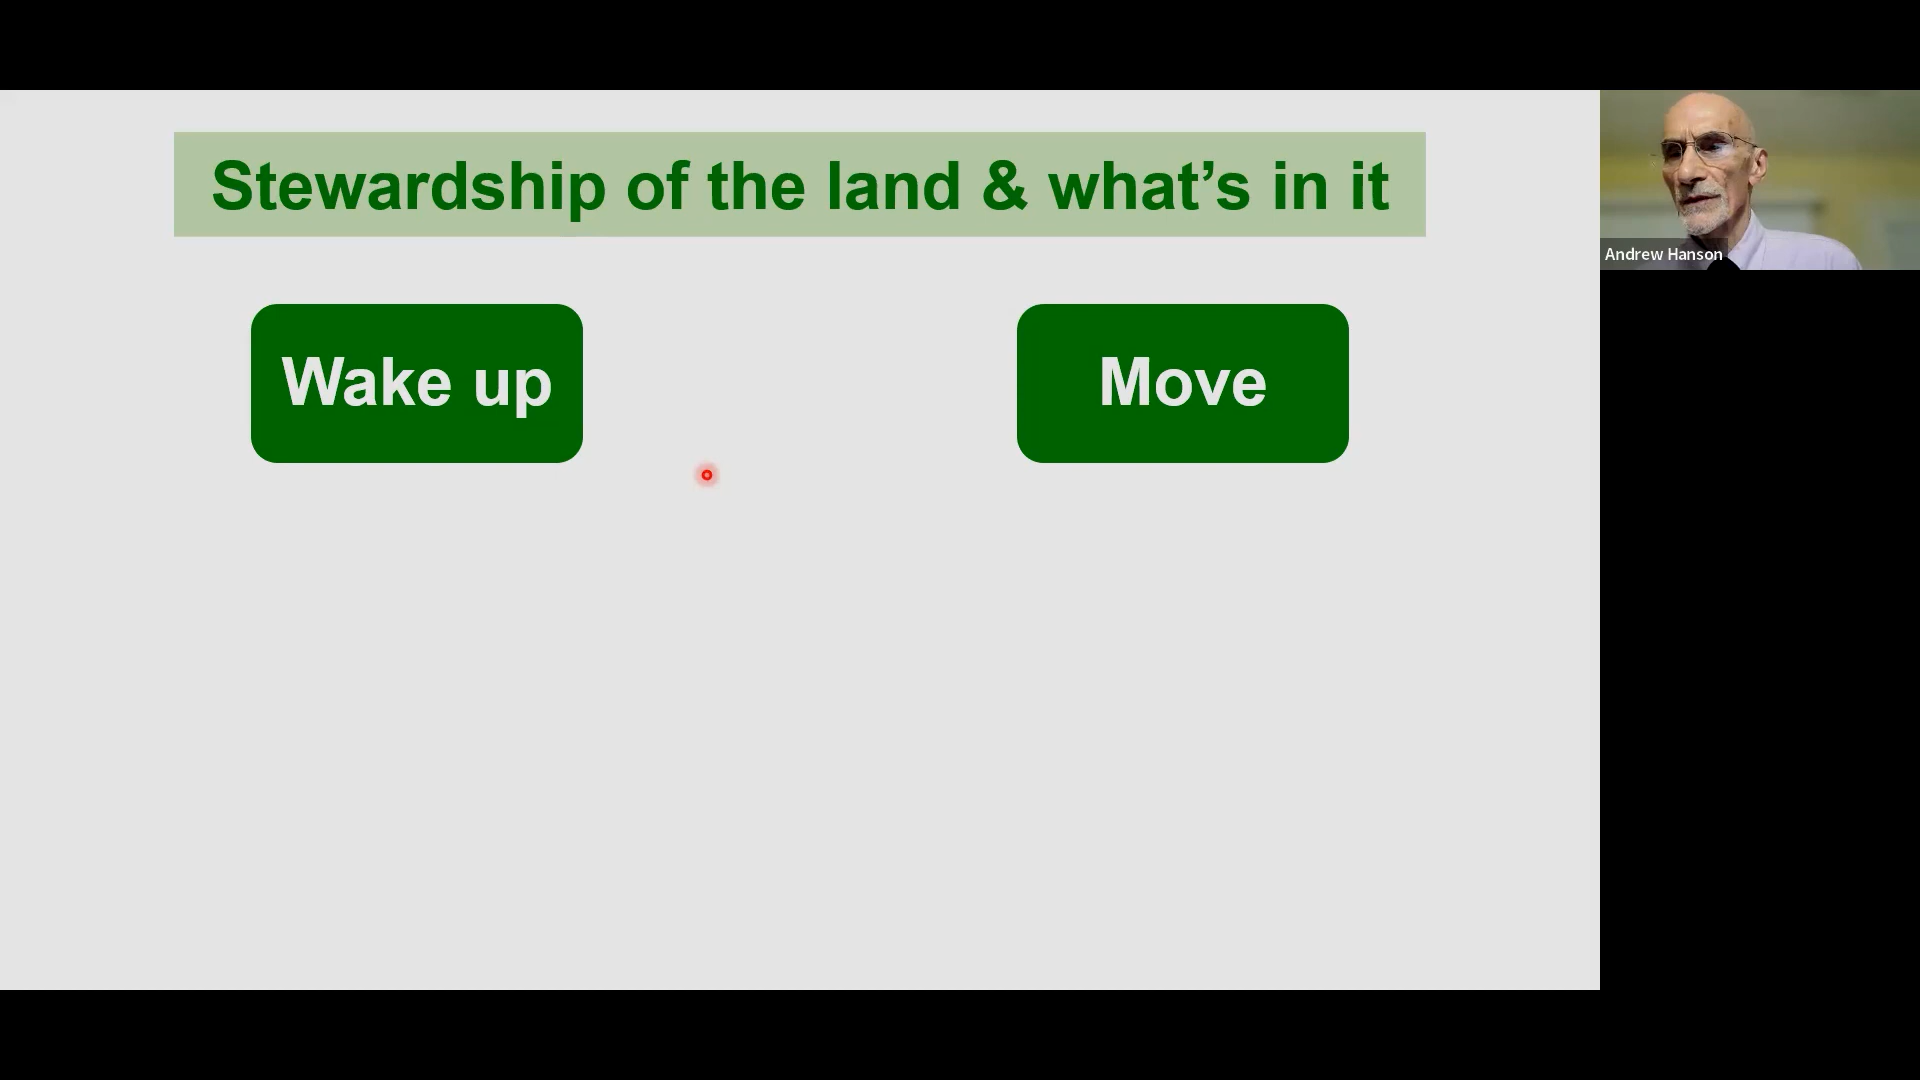 Stewardship of the land & what’s in it
Wake up
Move
Andrew Hanson